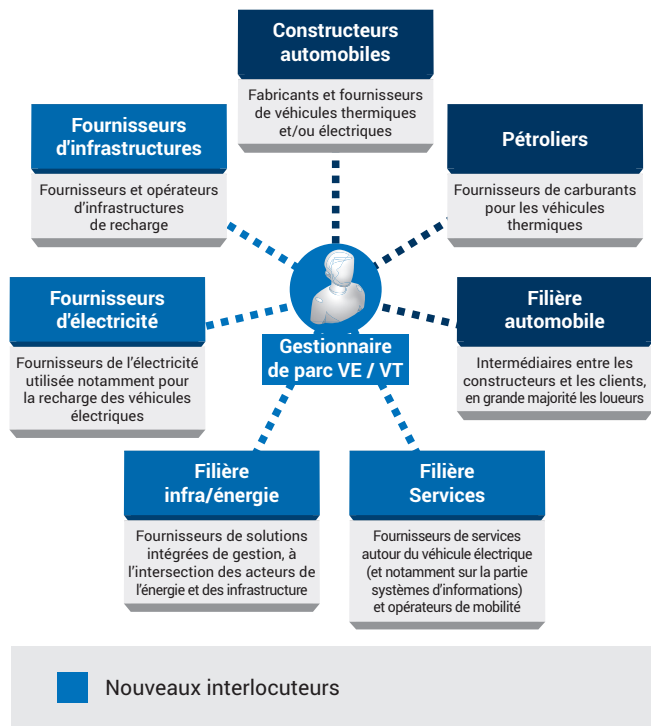 Constructeurs
automobiles
Fabricants et fournisseurs
de véhicules thermiques
et/ou électriques
Fournisseurs
d'infrastructures
Fournisseurs et opérateurs
d'infrastructures
de recharge
Pétroliers
Fournisseurs de carburants
pour les véhicules
thermiques
Fournisseurs
d'électricité
Fournisseurs de l'électricité
utilisée notamment pour
la recharge des véhicules
électriques
Gestionnaire
de parc VE / VT
Filière
automobile
Intermédiaires entre les
constructeurs et les clients,
en grande majorité les loueurs
Filière
infra/énergie
Fournisseurs de solutions
intégrées de gestion, à
l'intersection des acteurs de
l'énergie et des infrastructure
Filière
Services
Fournisseurs de services
autour du véhicule électrique
(et notamment sur la partie
systèmes d'informations)
et opérateurs de mobilité
Nouveaux interlocuteurs